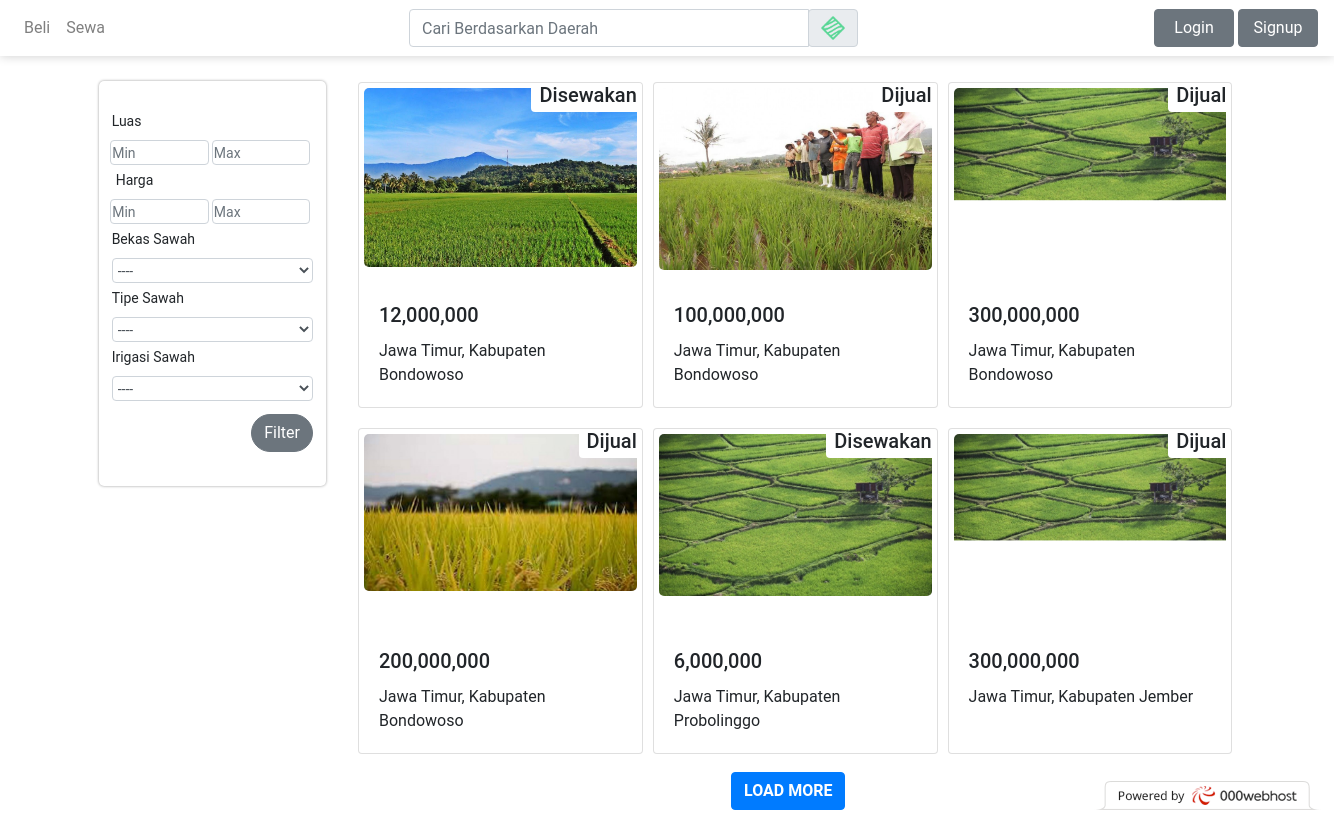 Beli
Sewa
Cari Berdasarkan Daerah
Login
Signup
Luas
Min
Max
Harga
Min
Max
Bekas Sawah
----
Tipe Sawah
----
Irigasi Sawah
----
Filter
Disewakan
12,000,000
Jawa Timur, Kabupaten
Bondowoso
Dijual
100,000,000
Jawa Timur, Kabupaten
Bondowoso
Dijual
300,000,000
Jawa Timur, Kabupaten
Bondowoso
Dijual
200,000,000
Jawa Timur, Kabupaten
Bondowoso
Disewakan
6,000,000
Jawa Timur, Kabupaten
Probolinggo
Dijual
300,000,000
Jawa Timur, Kabupaten Jember
LOAD MORE
Powered by 000webhost